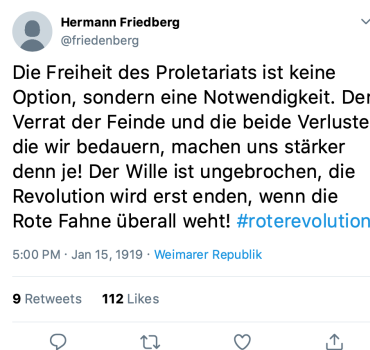 Hermann Friedberg
@friedenberg
Die Freiheit des Proletariats ist keine
Option, sondern eine Notwendigkeit. Der
Verrat der Feinde und die beide Verluste
die wir bedauern, machen uns stärker
denn je! Der Wille ist ungebrochen, die
Revolution wird erst enden, wenn die
Rote Fahne überall weht! #roterevolution
5:00 PM · Jan 15, 1919 · Weimarer Republik
9 Retweets 112 Likes